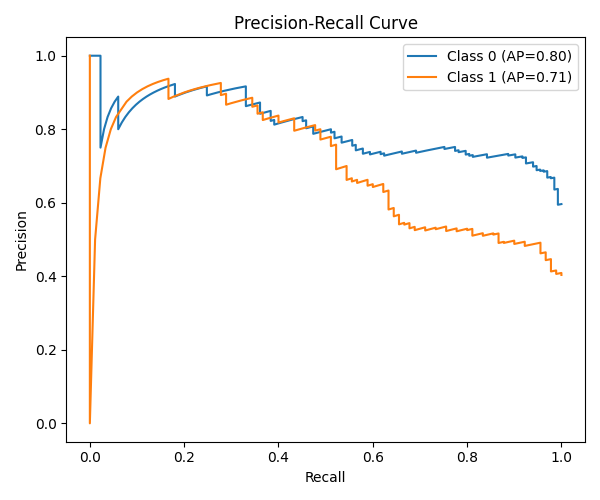 Precision-Recall Curve
Class 0 (AP=0.80)
Class 1 (AP=0.71)
Precision
1.0
0.8
0.6
0.4
0.2
0.0
0.0 0.2 0.4 0.6 0.8 1.0
Recall